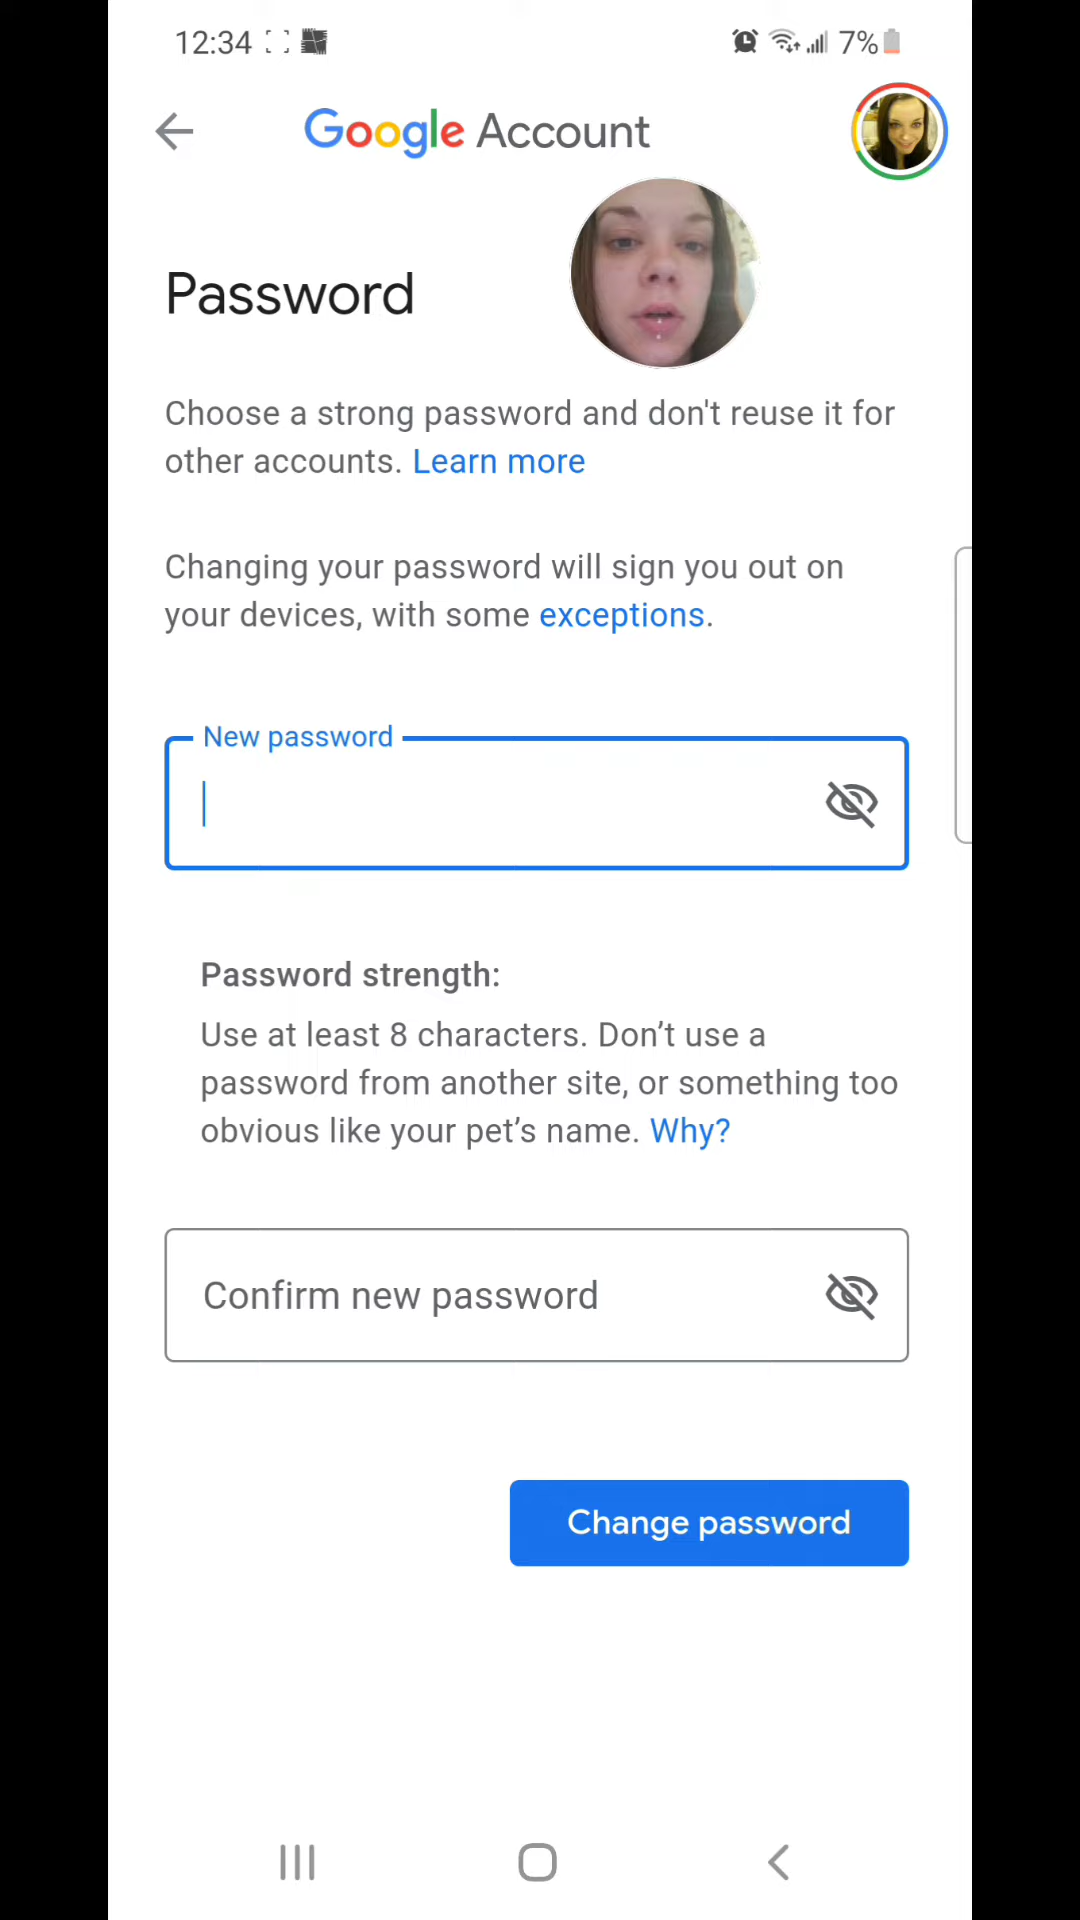 12:34 7%
Google Account
Password
Choose a strong password and don't reuse it for
other accounts. Learn more
Changing your password will sign you out on
your devices, with some exceptions.
New password
Password strength:
Use at least 8 characters. Don’t use a
password from another site, or something too
obvious like your pet’s name. Why?
Confirm new password
Change password